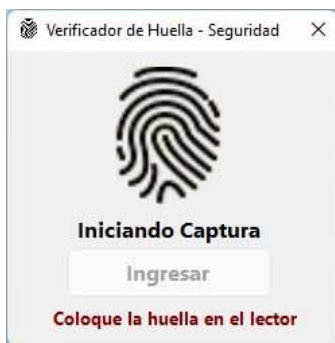 Verificador de Huella - Seguridad
Iniciando Captura
Ingresar
Coloque la huella en el lector